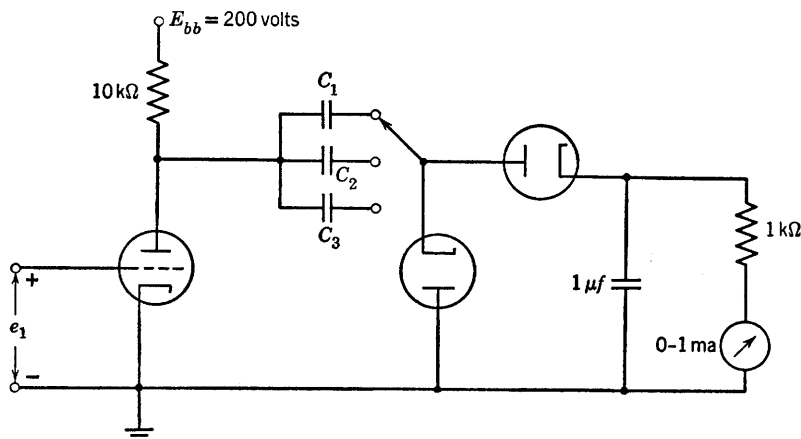 E_bb = 200 volts
10 kΩ
C_1
C_2
C_3
+
e_1
−
1 μf
1 kΩ
0–1 ma